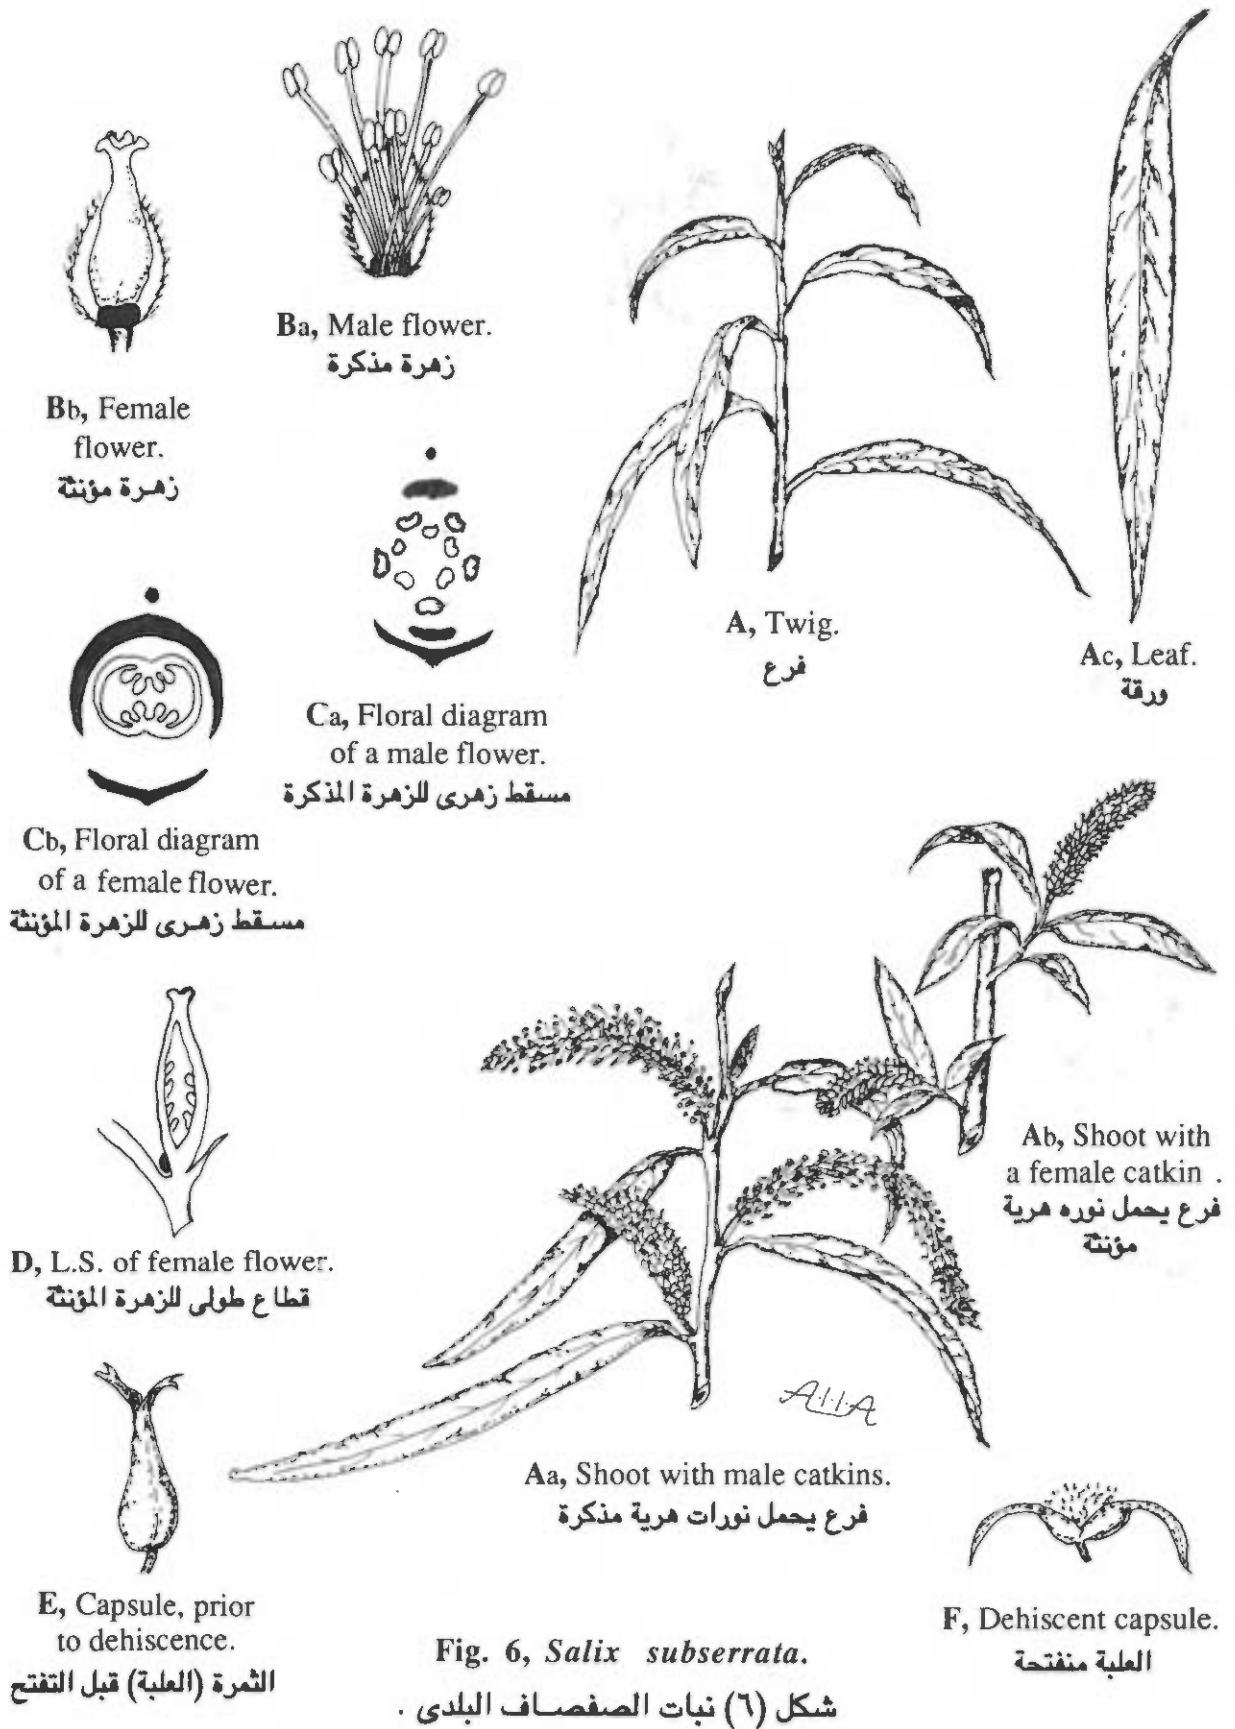 Ba, Male flower.
زهرة مذكرة
Bb, Female
flower.
زهرة مؤنثة
A, Twig.
فرع
Ac, Leaf.
ورقة
Ca, Floral diagram
of a male flower.
مسقط زهرى للزهرة المذكرة
Cb, Floral diagram
of a female flower.
مسقط زهرى للزهرة المؤنثة
Ab, Shoot with
a female catkin .
فرع يحمل نوره هرية
مؤنثة
D, L.S. of female flower.
قطاع طولى للزهرة المؤنثة
Aa, Shoot with male catkins.
فرع يحمل نورات هرية مذكرة
E, Capsule, prior
to dehiscence.
الثمرة (العلبة) قبل التفتح
F, Dehiscent capsule.
العلبة منفتحة
Fig. 6, Salix subserrata.
شكل (٦) نبات الصفصاف البلدى .